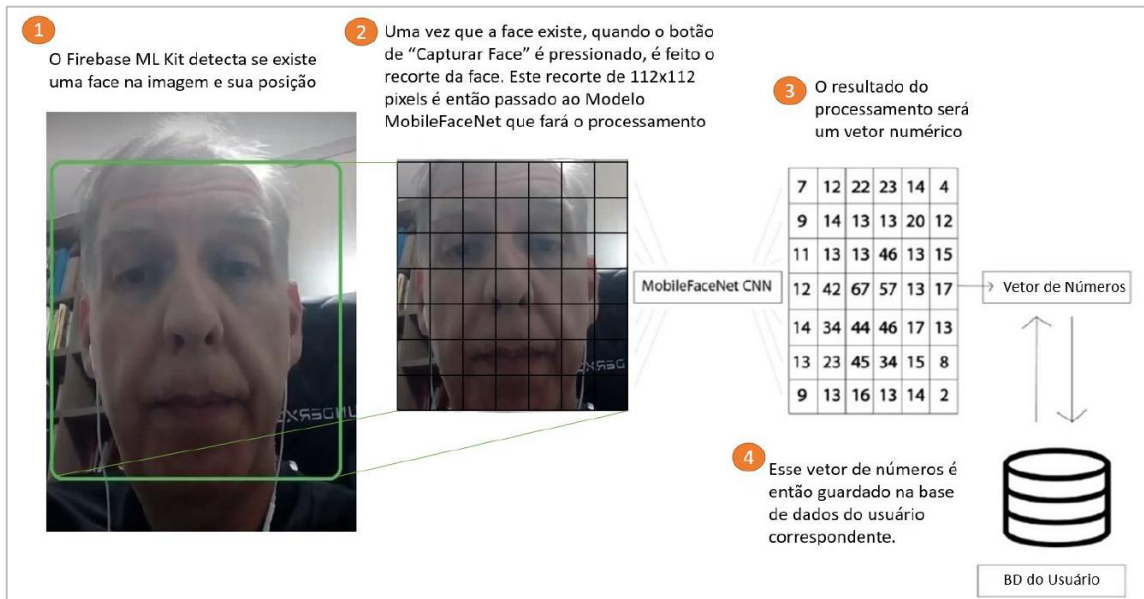 1
O Firebase ML Kit detecta se existe
uma face na imagem e sua posição
2
Uma vez que a face existe, quando o botão
de “Capturar Face” é pressionado, é feito o
recorte da face. Este recorte de 112x112
pixels é então passado ao Modelo
MobileFaceNet que fará o processamento
3
O resultado do
processamento será
um vetor numérico
MobileFaceNet CNN
7 12 22 23 14 4
9 14 13 13 20 12
11 13 13 46 13 15
12 42 67 57 13 17
14 34 44 46 17 13
13 23 45 34 15 8
9 13 16 13 14 2
Vetor de Números
4
Esse vetor de números é
então guardado na base
de dados do usuário
correspondente.
BD do Usuário